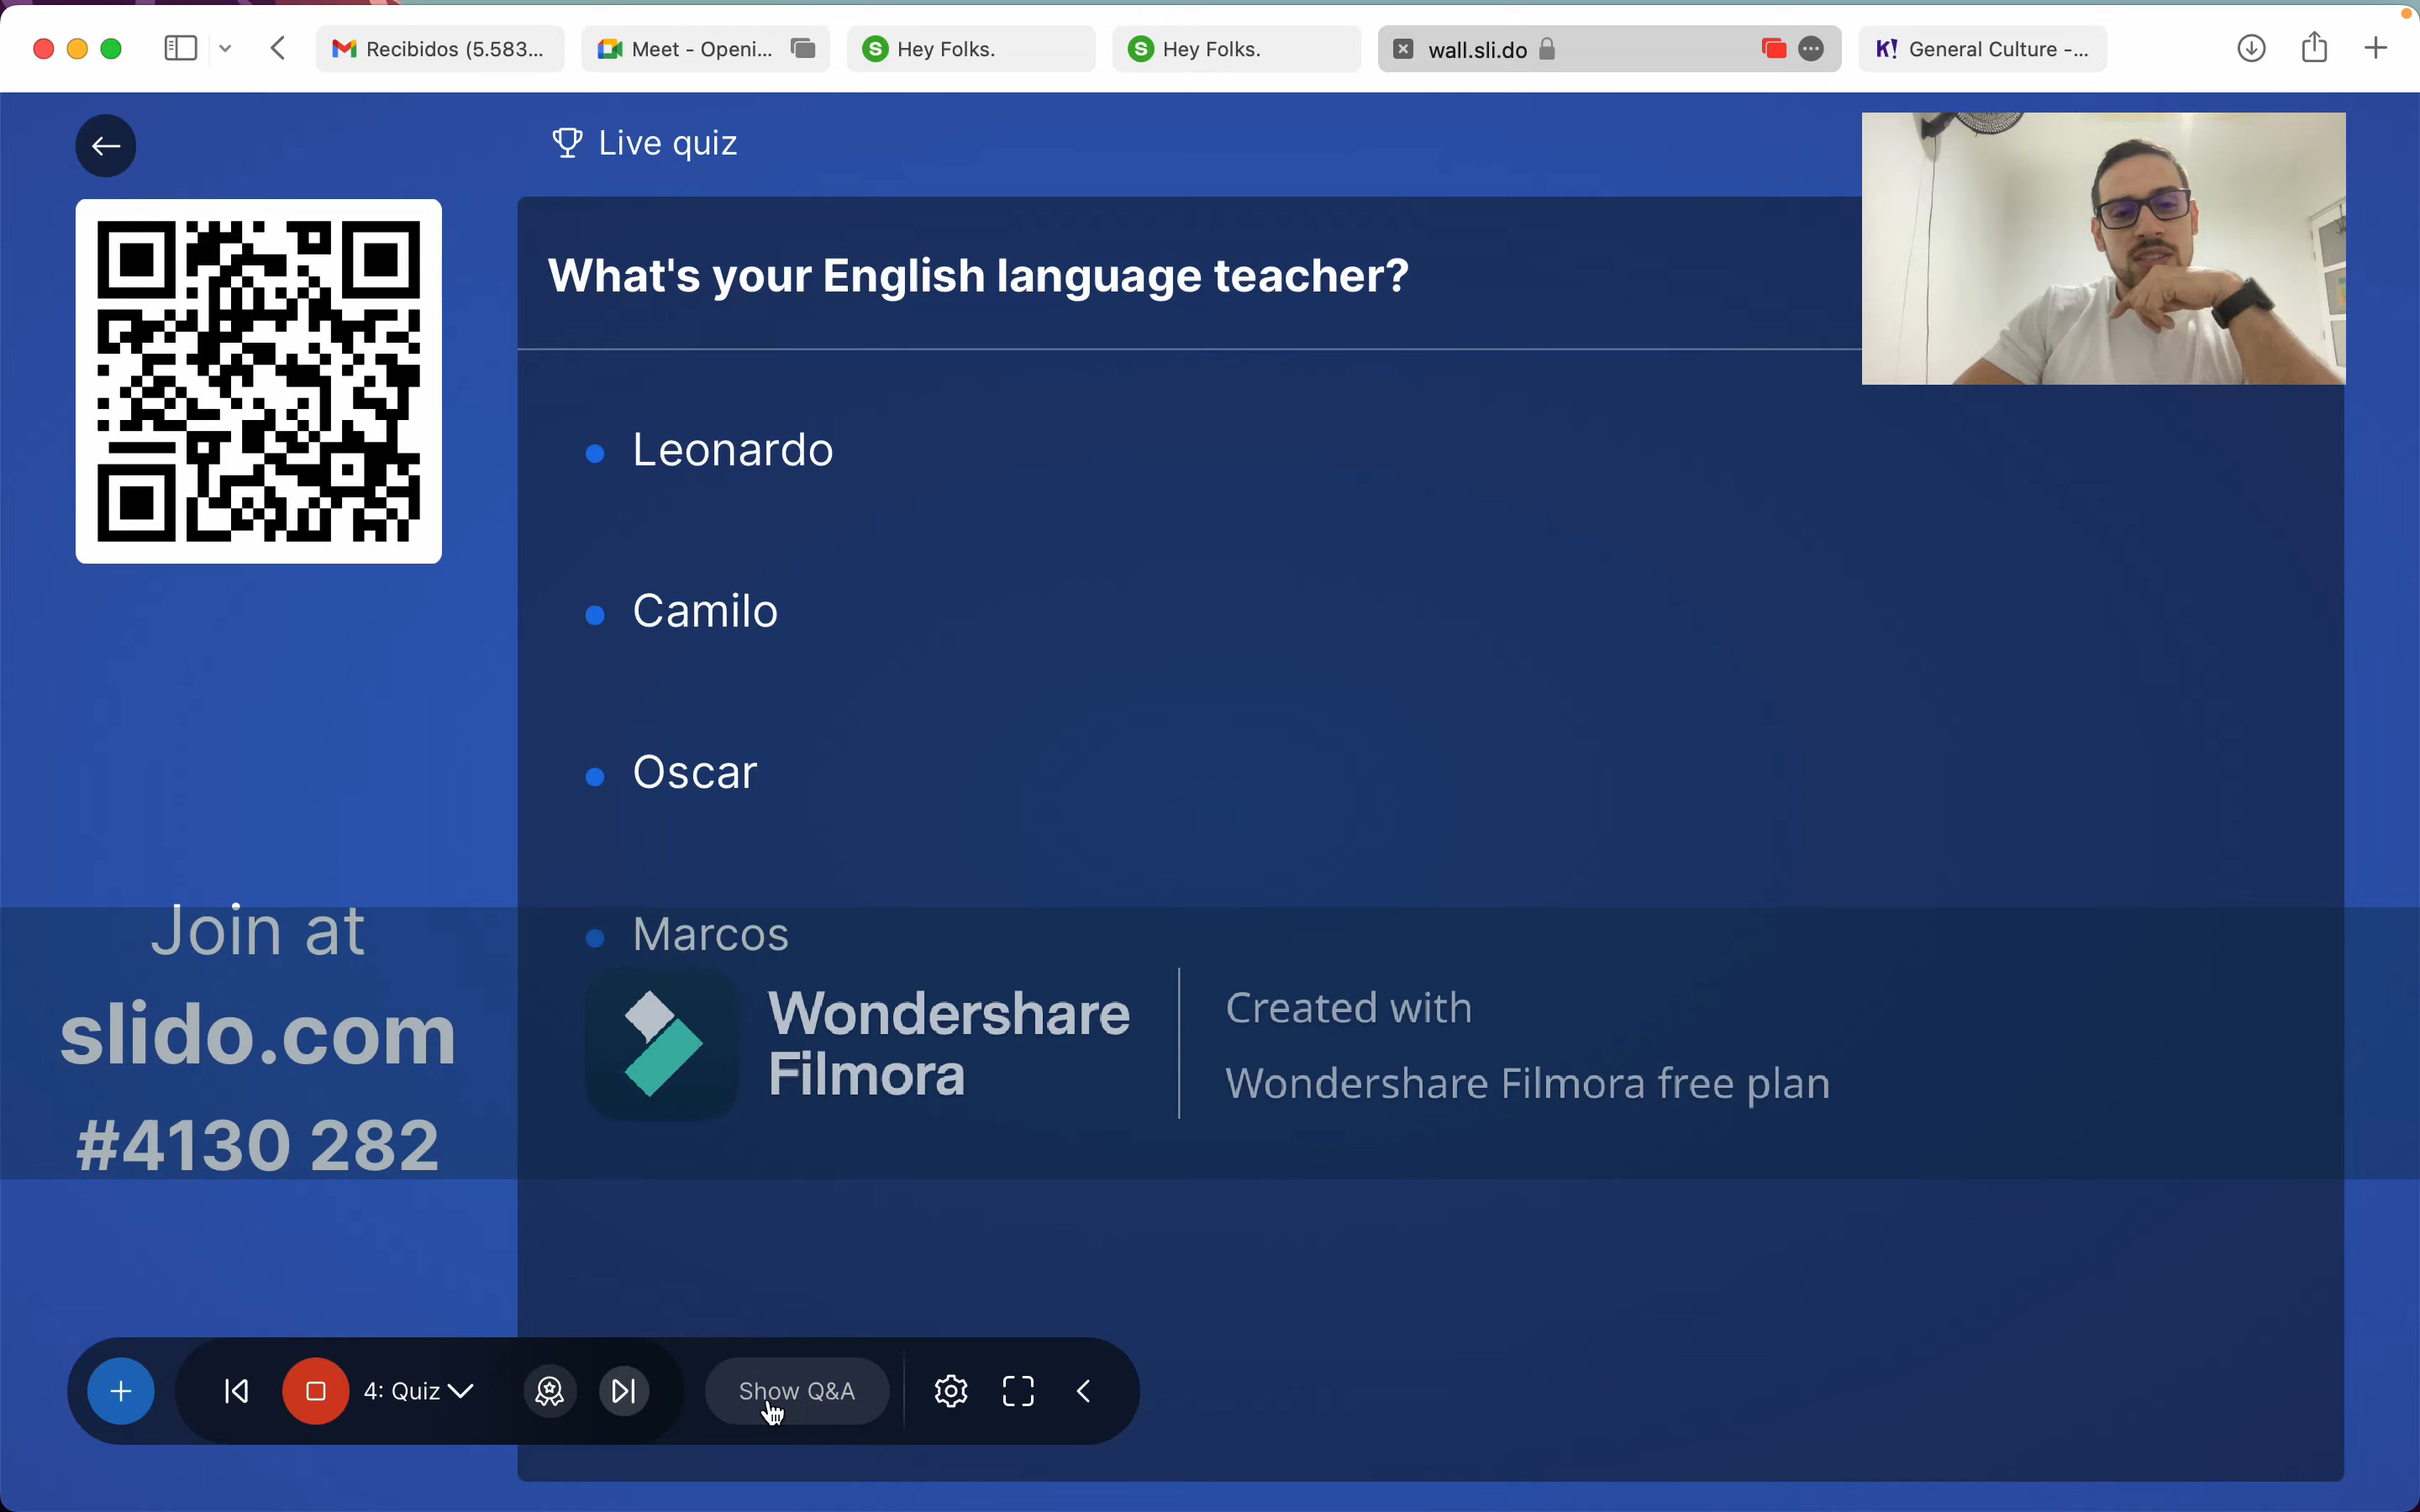 Recibidos (5.583...
Meet - Openi...
Hey Folks.
Hey Folks.
wall.sli.do
K! General Culture -...
Live quiz
What's your English language teacher?
Leonardo
Camilo
Oscar
Marcos
Join at
slido.com
#4130 282
Wondershare
Filmora
Created with
Wondershare Filmora free plan
4: Quiz
Show Q&A